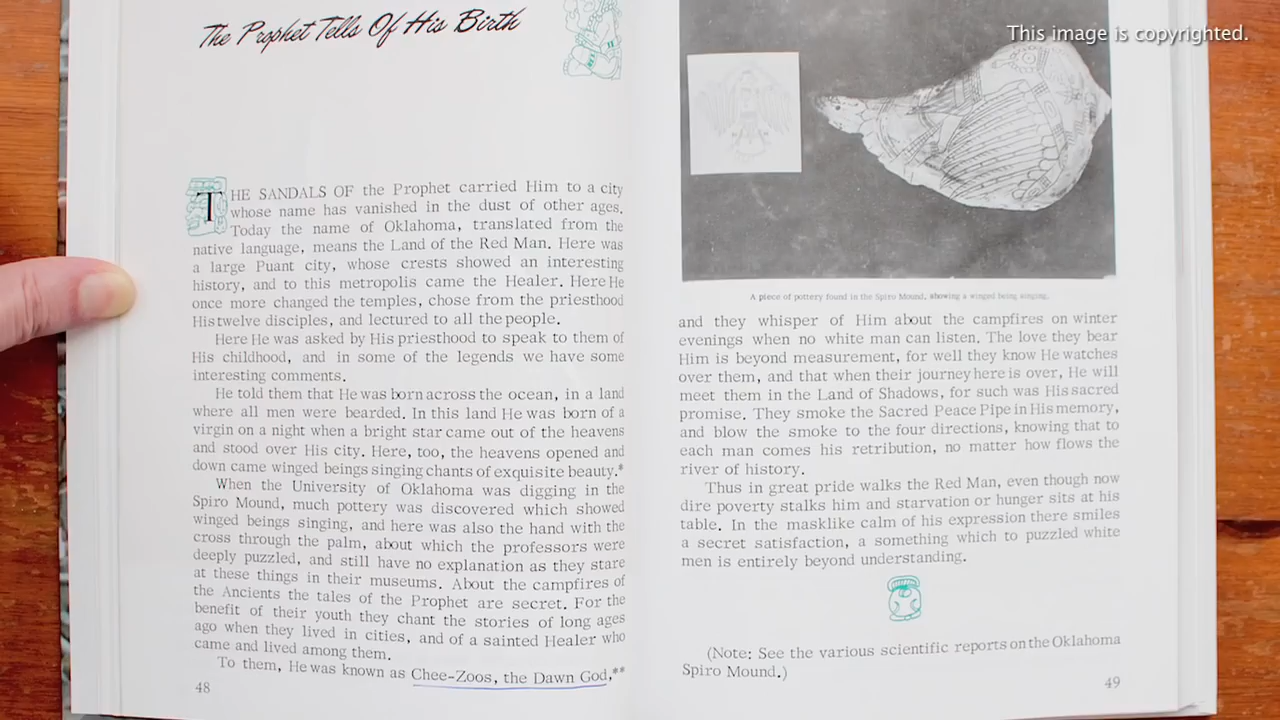 This image is copyrighted.
The Prophet Tells Of His Birth
THE SANDALS OF the Prophet carried Him to a city
whose name has vanished in the dust of other ages.
Today the name of Oklahoma, translated from the
native language, means the Land of the Red Man. Here was
a large Puant city, whose crests showed an interesting
history, and to this metropolis came the Healer. Here He
once more changed the temples, chose from the priesthood
His twelve disciples, and lectured to all the people.
Here He was asked by His priesthood to speak to them of
His childhood, and in some of the legends we have some
interesting comments.
He told them that He was born across the ocean, in a land
where all men were bearded. In this land He was born of a
virgin on a night when a bright star came out of the heavens
and stood over His city. Here, too, the heavens opened and
down came winged beings singing chants of exquisite beauty.*
When the University of Oklahoma was digging in the
Spiro Mound, much pottery was discovered which showed
winged beings singing, and here was also the hand with the
cross through the palm, about which the professors were
deeply puzzled, and still have no explanation as they stare
at these things in their museums. About the campfires of
the Ancients the tales of the Prophet are secret. For the
benefit of their youth they chant the stories of long ages
ago when they lived in cities, and of a sainted Healer who
came and lived among them.
To them, He was known as Chee-Zoos, the Dawn God,**
48
A piece of pottery found in the Spiro Mound, showing a winged being singing.
and they whisper of Him about the campfires on winter
evenings when no white man can listen. The love they bear
Him is beyond measurement, for well they know He watches
over them, and that when their journey here is over, He will
meet them in the Land of Shadows, for such was His sacred
promise. They smoke the Sacred Peace Pipe in His memory,
and blow the smoke to the four directions, knowing that to
each man comes his retribution, no matter how flows the
river of history.
Thus in great pride walks the Red Man, even though now
dire poverty stalks him and starvation or hunger sits at his
table. In the masklike calm of his expression there smiles
a secret satisfaction, a something which to puzzled white
men is entirely beyond understanding.
(Note: See the various scientific reports on the Oklahoma
Spiro Mound.)
49